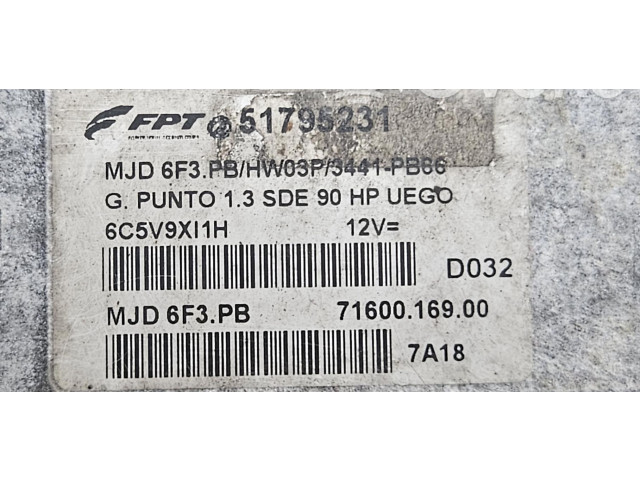 FPT 51795231
MJD 6F3.PB/HW03P/3441-PB86
G. PUNTO 1.3 SDE 90 HP UEGO
6C5V9XI1H 12V=
D032
MJD 6F3.PB 71600.169.00
7A18